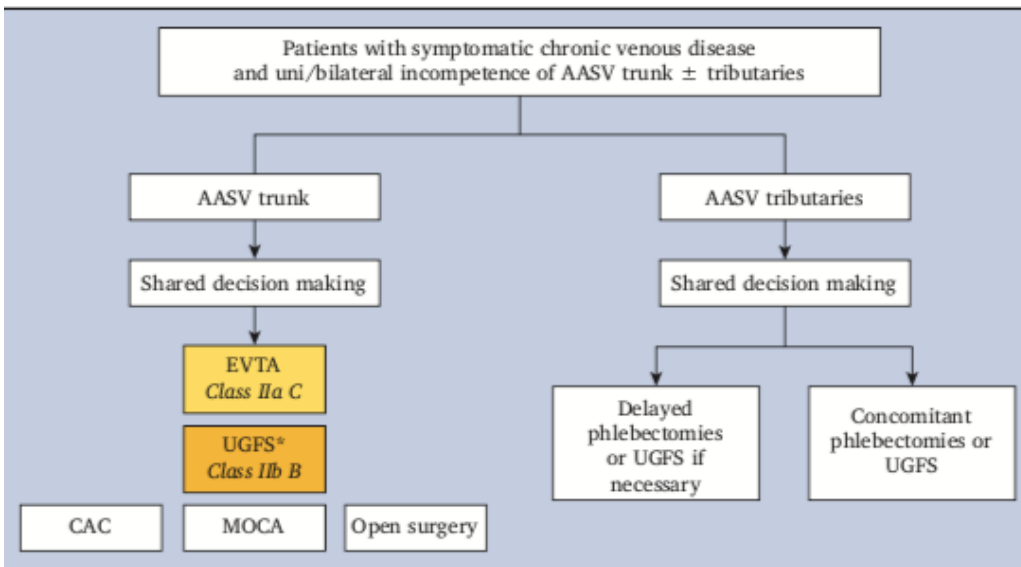 Patients with symptomatic chronic venous disease
and uni/bilateral incompetence of AASV trunk ± tributaries
AASV trunk
AASV tributaries
Shared decision making
Shared decision making
EVTA
Class IIa C
UGFS*
Class IIb B
CAC
MOCA
Open surgery
Delayed
phlebectomies
or UGFS if
necessary
Concomitant
phlebectomies or
UGFS